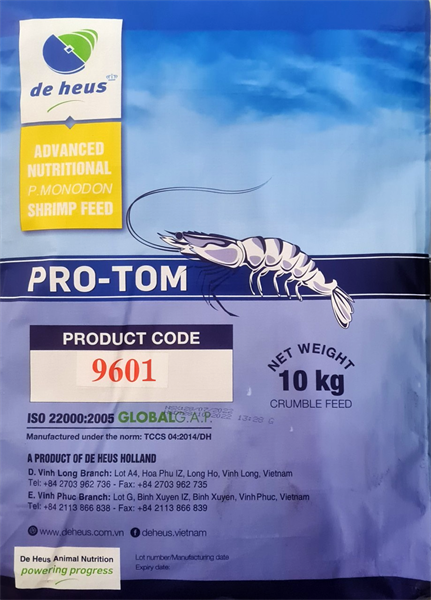 de heus
ADVANCED
NUTRITIONAL
P.MONODON
SHRIMP FEED
PRO-TOM
PRODUCT CODE
9601
NET WEIGHT
10 kg
CRUMBLE FEED
ISO 22000:2005 GLOBALG.A.P.
Manufactured under the norm: TCCS 04:2014/DH
A PRODUCT OF DE HEUS HOLLAND
D. Vinh Long Branch: Lot A4, Hoa Phu IZ, Long Ho, Vinh Long, Vietnam
Tel: +84 2703 962 736 - Fax: +84 2703 962 735
E. Vinh Phuc Branch: Lot G, Binh Xuyen IZ, Binh Xuyen, Vinh Phuc, Vietnam
Tel: +84 2113 866 838 - Fax: +84 2113 866 839
www.deheus.com.vn deheus.vietnam
De Heus Animal Nutrition
powering progress
Lot number/Manufacturing date
Expiry date: